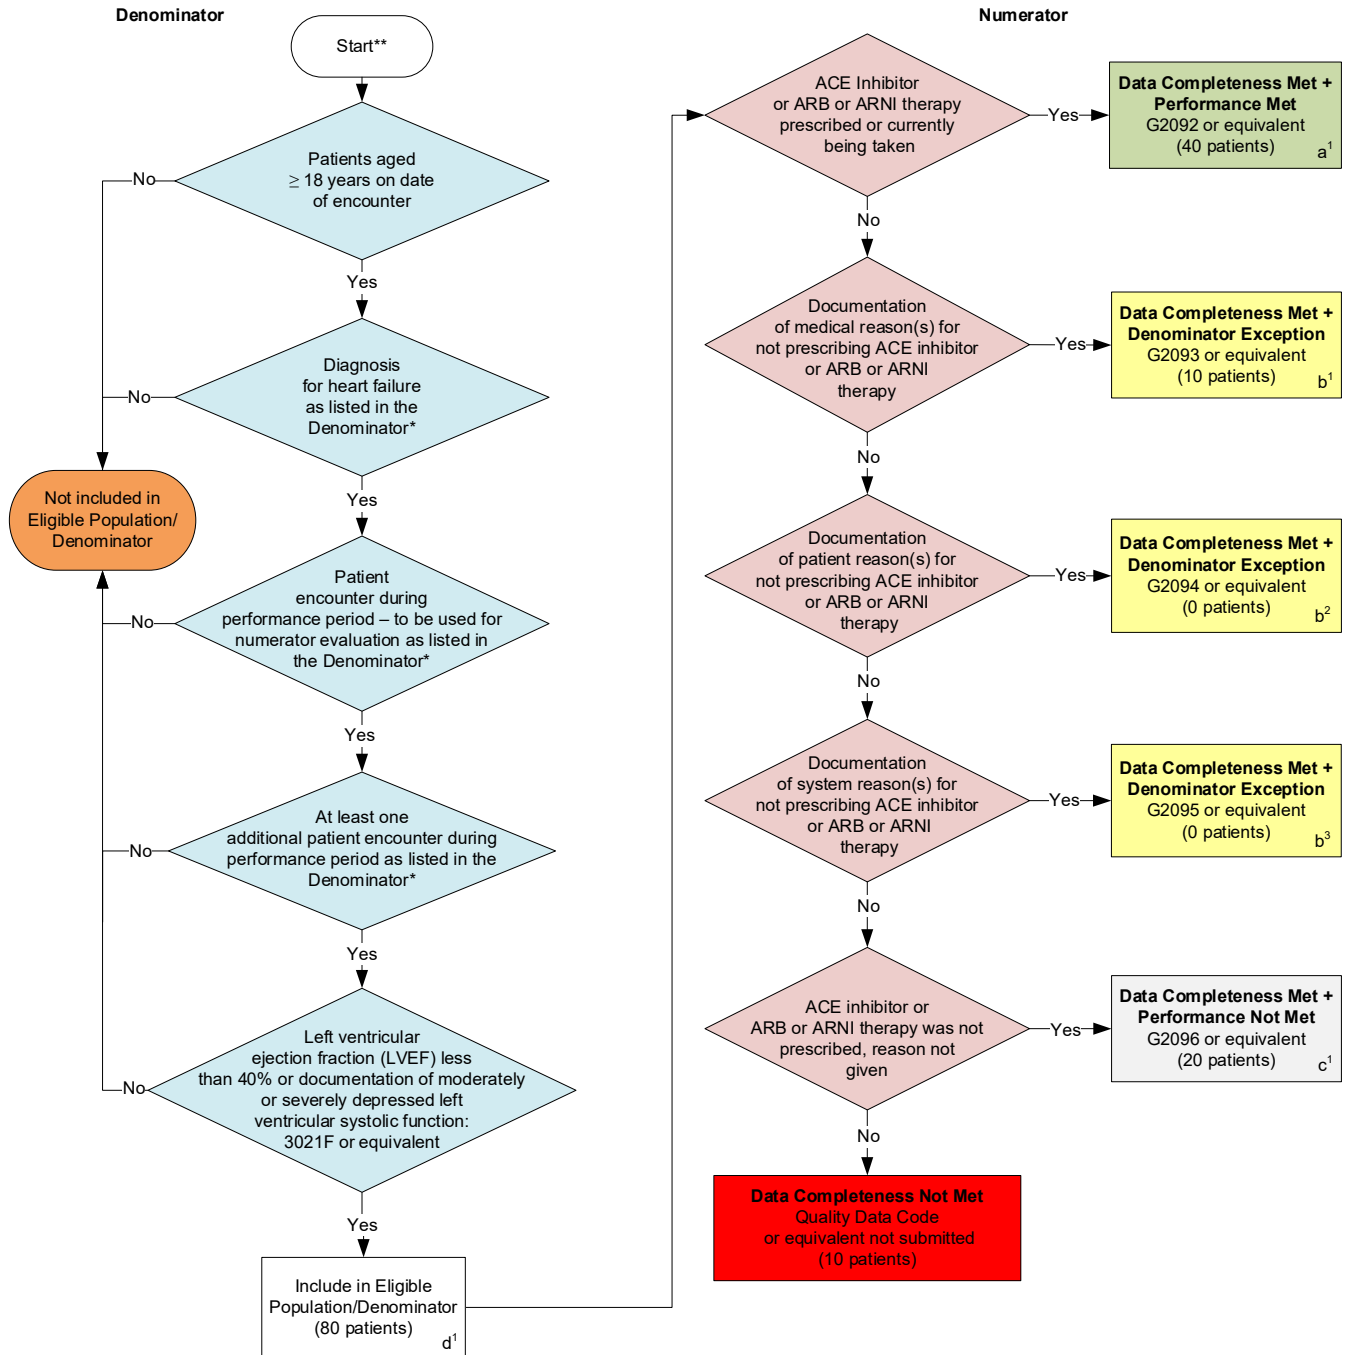 Denominator
Start**
Patients aged
≥ 18 years on date
of encounter
No
Yes
Diagnosis
for heart failure
as listed in the
Denominator*
No
Yes
Not included in
Eligible Population/
Denominator
Patient
encounter during
performance period – to be used for
numerator evaluation as listed in
the Denominator*
No
Yes
At least one
additional patient encounter during
performance period as listed in the
Denominator*
No
Yes
Left ventricular
ejection fraction (LVEF) less
than 40% or documentation of moderately
or severely depressed left
ventricular systolic function:
3021F or equivalent
No
Yes
Include in Eligible
Population/Denominator
(80 patients)
d¹
Numerator
ACE Inhibitor
or ARB or ARNI therapy
prescribed or currently
being taken
Yes
Data Completeness Met +
Performance Met
G2092 or equivalent
(40 patients)
a¹
No
Documentation
of medical reason(s) for
not prescribing ACE inhibitor
or ARB or ARNI
therapy
Yes
Data Completeness Met +
Denominator Exception
G2093 or equivalent
(10 patients)
b¹
No
Documentation
of patient reason(s) for
not prescribing ACE inhibitor
or ARB or ARNI
therapy
Yes
Data Completeness Met +
Denominator Exception
G2094 or equivalent
(0 patients)
b²
No
Documentation
of system reason(s) for
not prescribing ACE inhibitor
or ARB or ARNI
therapy
Yes
Data Completeness Met +
Denominator Exception
G2095 or equivalent
(0 patients)
b³
No
ACE inhibitor or
ARB or ARNI therapy was not
prescribed, reason not
given
Yes
Data Completeness Met +
Performance Not Met
G2096 or equivalent
(20 patients)
c¹
No
Data Completeness Not Met
Quality Data Code
or equivalent not submitted
(10 patients)